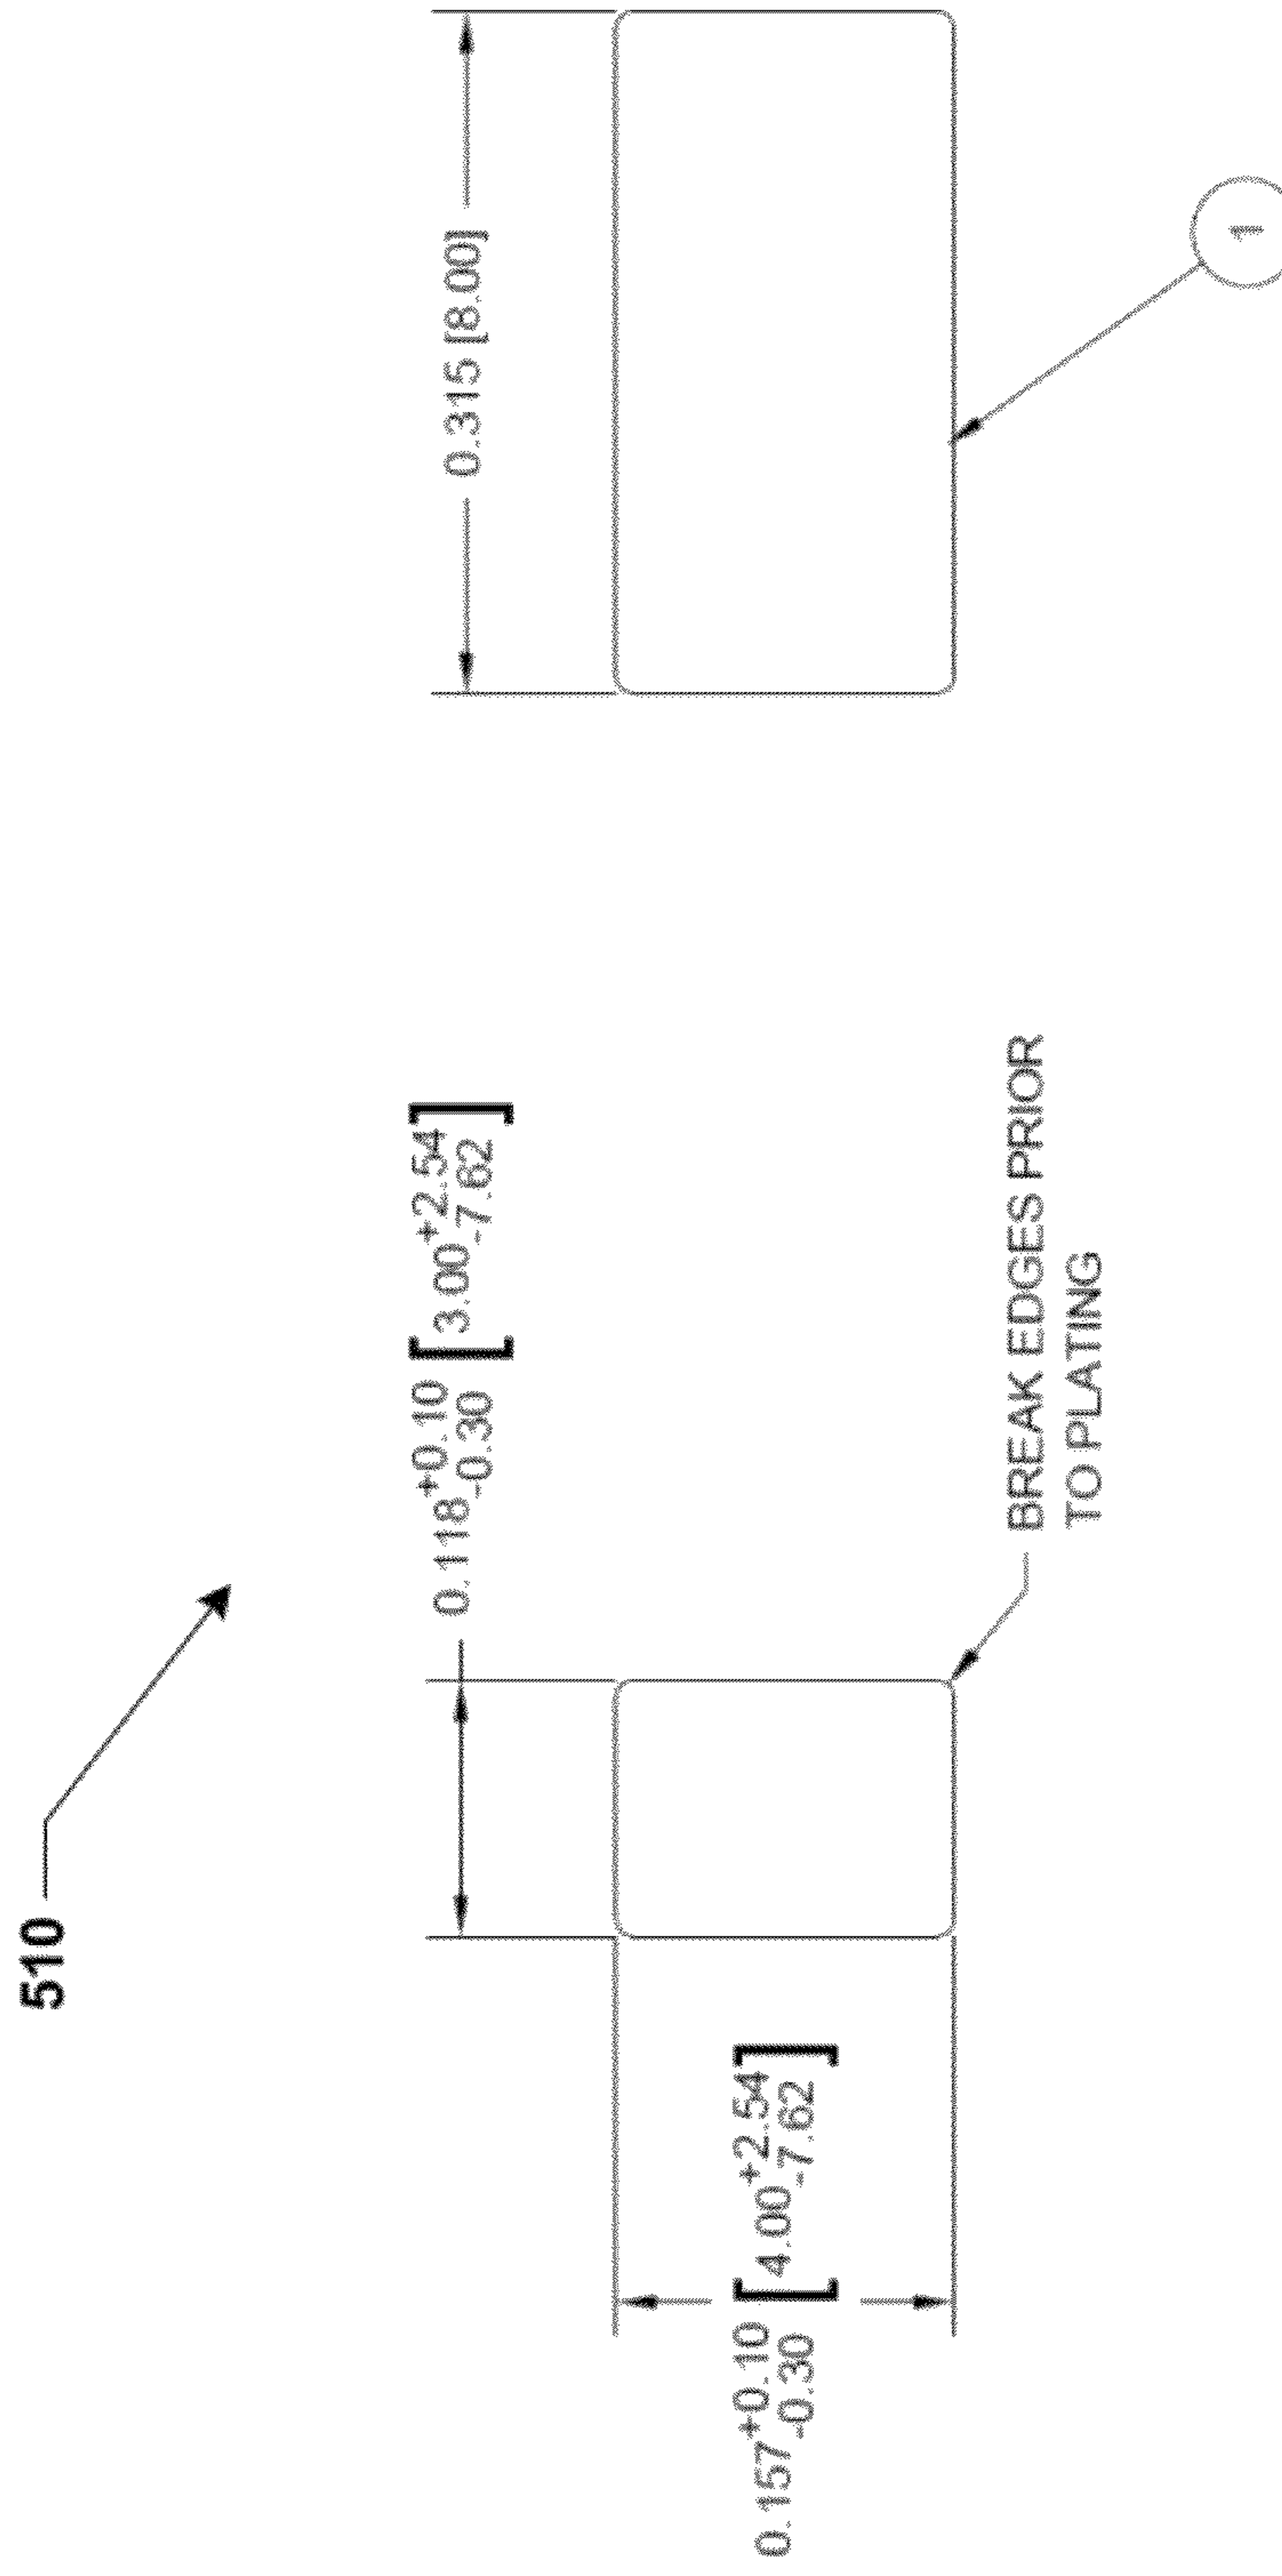 510
0.157 +0.10 -0.30 [4.00 +2.54 -7.62]
0.118 +0.10 -0.30 [3.00 +2.54 -7.62]
0.315 [8.00]
BREAK EDGES PRIOR
TO PLATING
1